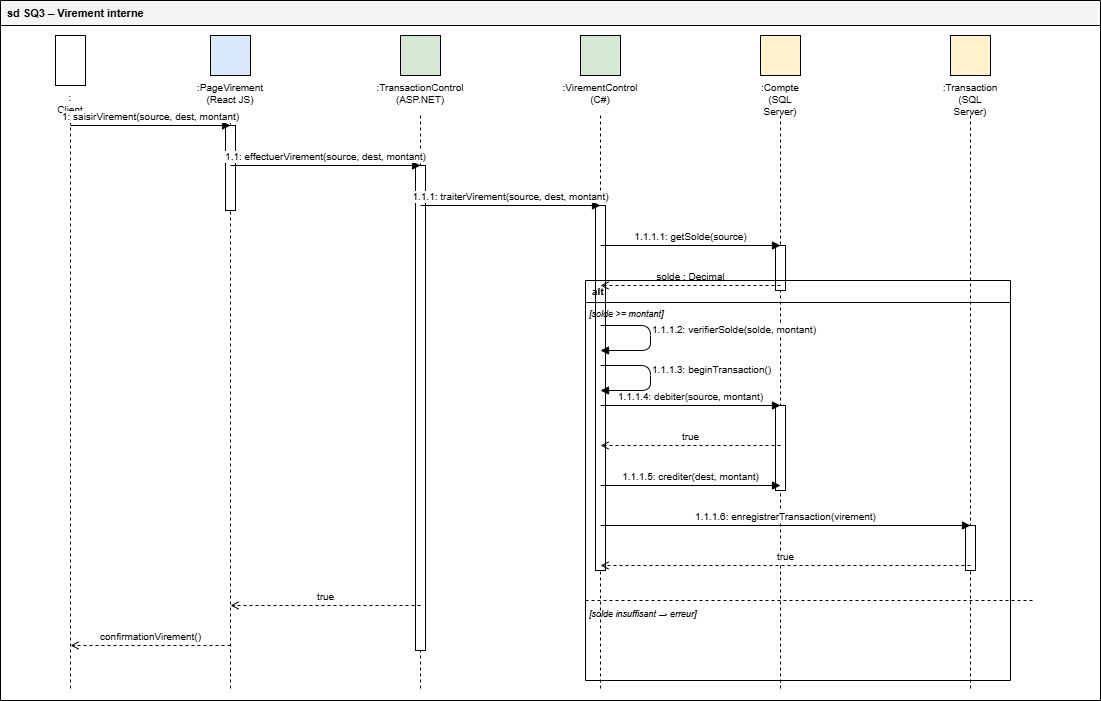 sd SQ3 – Virement interne
:
Client
:PageVirement
(React JS)
:TransactionControl
(ASP.NET)
:VirementControl
(C#)
:Compte
(SQL
Server)
:Transaction
(SQL
Server)
1: saisirVirement(source, dest, montant)
1.1: effectuerVirement(source, dest, montant)
1.1.1: traiterVirement(source, dest, montant)
1.1.1.1: getSolde(source)
solde : Decimal
alt
[solde >= montant]
1.1.1.2: verifierSolde(solde, montant)
1.1.1.3: beginTransaction()
1.1.1.4: debiter(source, montant)
true
1.1.1.5: crediter(dest, montant)
1.1.1.6: enregistrerTransaction(virement)
true
true
[solde insuffisant → erreur]
confirmationVirement()